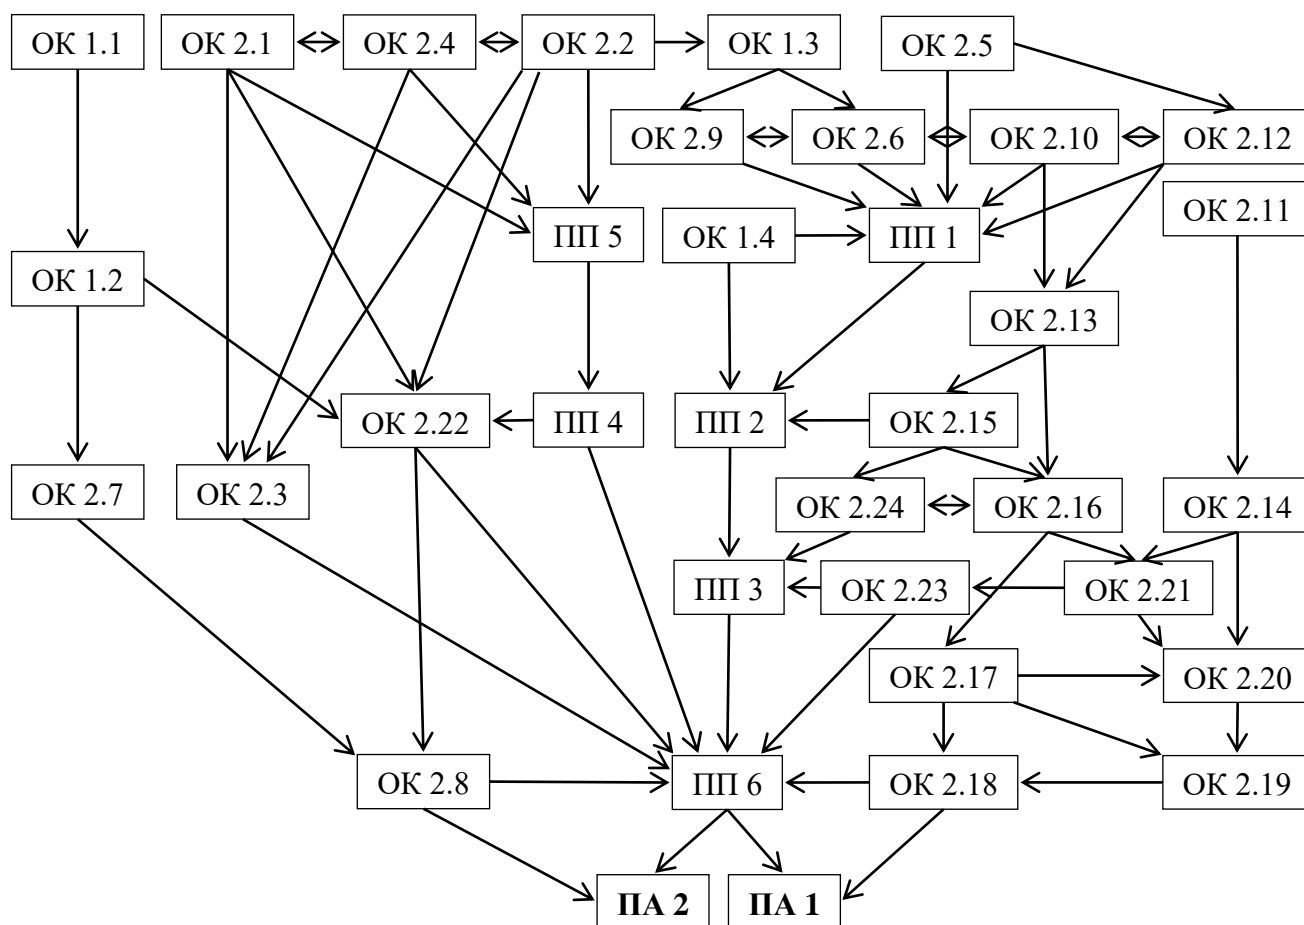 ОК 1.1
ОК 2.1
ОК 2.4
ОК 2.2
ОК 1.3
ОК 2.5
ОК 2.9
ОК 2.6
ОК 2.10
ОК 2.12
ОК 2.11
ПП 5
ОК 1.4
ПП 1
ОК 1.2
ОК 2.13
ОК 2.22
ПП 4
ПП 2
ОК 2.15
ОК 2.7
ОК 2.3
ОК 2.24
ОК 2.16
ОК 2.14
ПП 3
ОК 2.23
ОК 2.21
ОК 2.17
ОК 2.20
ОК 2.8
ПП 6
ОК 2.18
ОК 2.19
ПА 2
ПА 1